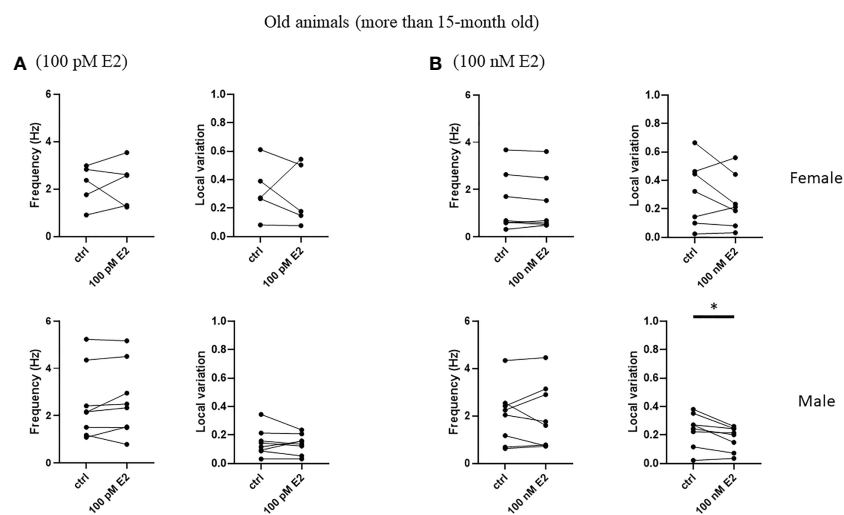 Old animals (more than 15-month old)
A (100 pM E2)
B (100 nM E2)
Frequency (Hz)
6
4
2
0
ctrl
100 pM E2
Local variation
1.0
0.8
0.6
0.4
0.2
0.0
ctrl
100 pM E2
Frequency (Hz)
6
4
2
0
ctrl
100 nM E2
Local variation
1.0
0.8
0.6
0.4
0.2
0.0
ctrl
100 nM E2
Female
Frequency (Hz)
6
4
2
0
ctrl
100 pM E2
Local variation
1.0
0.8
0.6
0.4
0.2
0.0
ctrl
100 pM E2
Frequency (Hz)
6
4
2
0
ctrl
100 nM E2
Local variation
1.0
0.8
0.6
0.4
0.2
0.0
*
ctrl
100 nM E2
Male